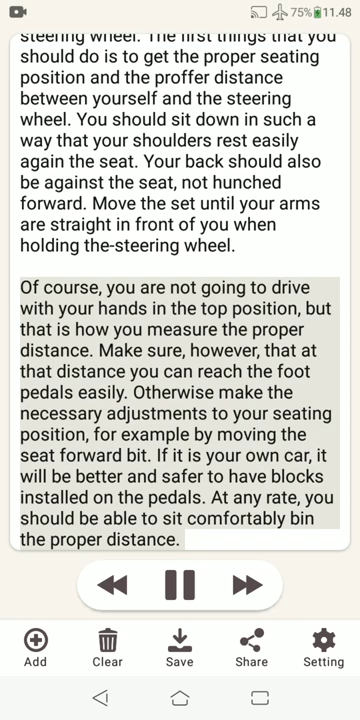 75% 11.48
steering wheel. The first things that you
should do is to get the proper seating
position and the proffer distance
between yourself and the steering
wheel. You should sit down in such a
way that your shoulders rest easily
again the seat. Your back should also
be against the seat, not hunched
forward. Move the set until your arms
are straight in front of you when
holding the-steering wheel.
Of course, you are not going to drive
with your hands in the top position, but
that is how you measure the proper
distance. Make sure, however, that at
that distance you can reach the foot
pedals easily. Otherwise make the
necessary adjustments to your seating
position, for example by moving the
seat forward bit. If it is your own car, it
will be better and safer to have blocks
installed on the pedals. At any rate, you
should be able to sit comfortably bin
the proper distance.
Add Clear Save Share Setting